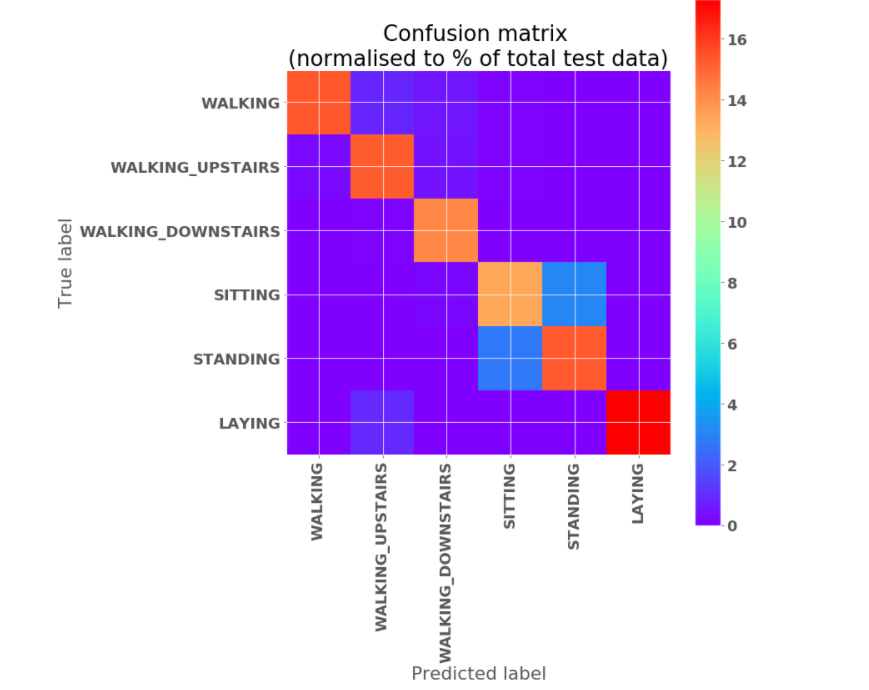 Confusion matrix
(normalised to % of total test data)
True label
WALKING
WALKING_UPSTAIRS
WALKING_DOWNSTAIRS
SITTING
STANDING
LAYING
WALKING
WALKING_UPSTAIRS
WALKING_DOWNSTAIRS
SITTING
STANDING
LAYING
Predicted label
16
14
12
10
8
6
4
2
0